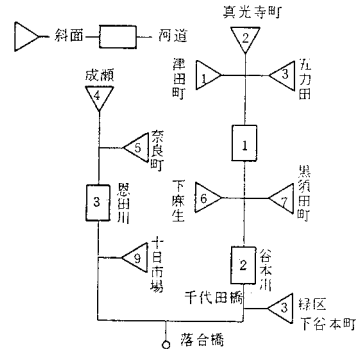 斜面 河道
真光寺町
2
津田町
1
3
五力田
成瀬
4
奈良町
5
1
恩田川
3
下麻生
6
7
黒須田町
十日市場
9
2
谷本川
千代田橋
3
緑区
下谷本町
落合橋